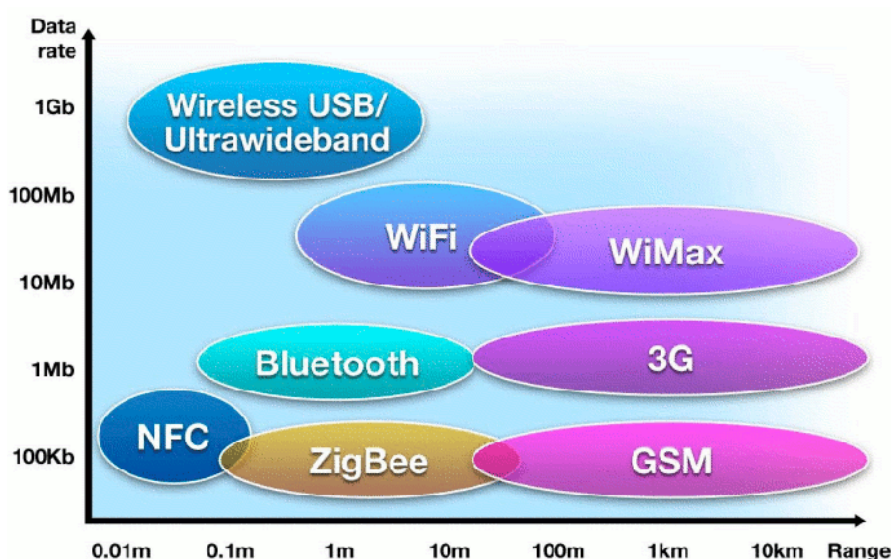 Data
rate
1Gb
Wireless USB/
Ultrawideband
100Mb
WiFi
WiMax
10Mb
Bluetooth
3G
1Mb
NFC
ZigBee
GSM
100Kb
0.01m 0.1m 1m 10m 100m 1km 10km Range